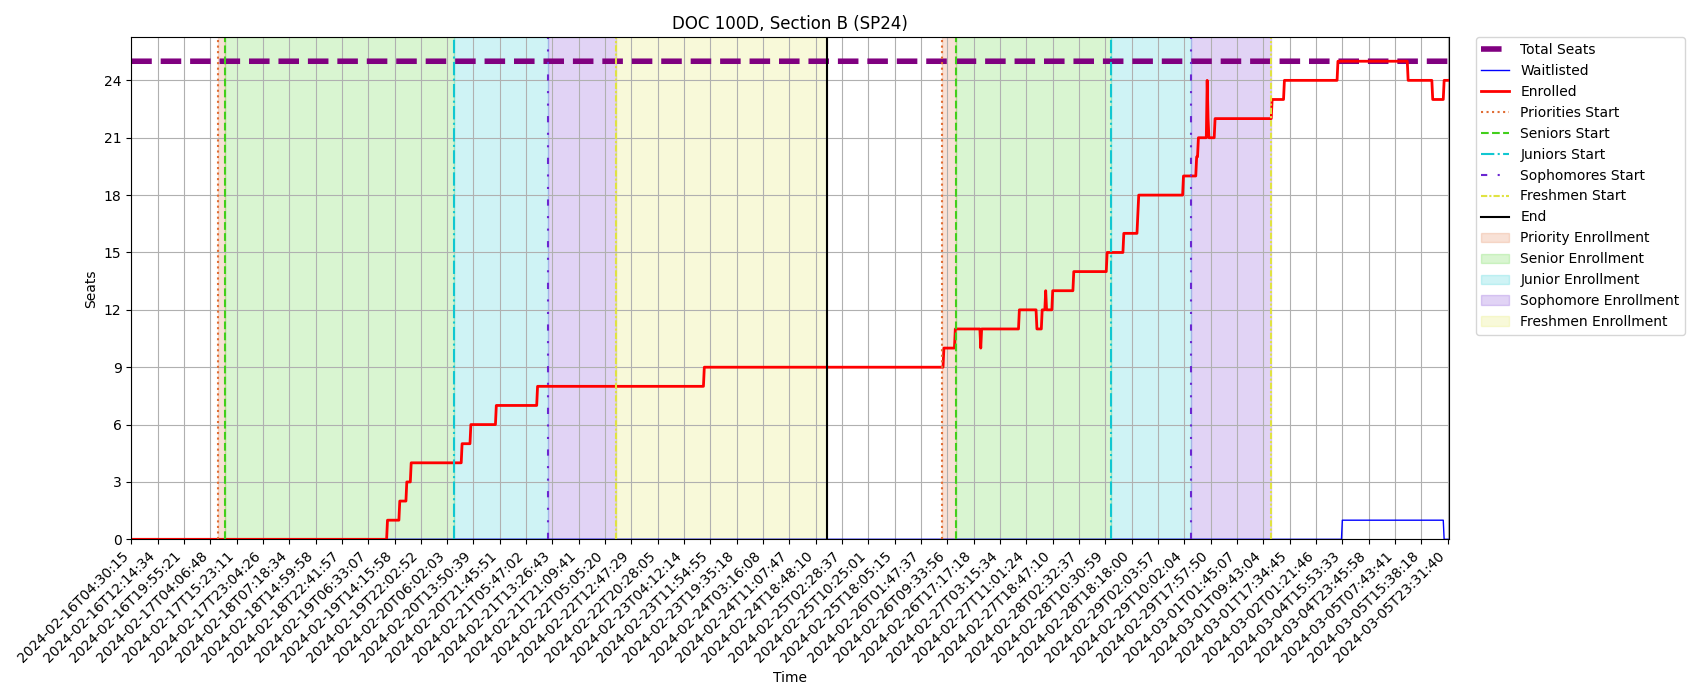 DOC 100D, Section B (SP24)
Seats
24
21
18
15
12
9
6
3
0
2024-02-16T04:30:15
2024-02-16T12:14:34
2024-02-16T19:55:21
2024-02-17T04:06:48
2024-02-17T15:23:11
2024-02-17T23:04:26
2024-02-18T07:18:34
2024-02-18T14:59:58
2024-02-18T22:41:57
2024-02-19T06:33:07
2024-02-19T14:15:58
2024-02-19T22:02:52
2024-02-20T06:02:03
2024-02-20T13:50:39
2024-02-20T21:45:51
2024-02-21T05:47:02
2024-02-21T13:26:43
2024-02-21T21:09:41
2024-02-22T05:05:20
2024-02-22T12:47:29
2024-02-22T20:28:05
2024-02-23T04:12:14
2024-02-23T11:54:55
2024-02-23T19:35:18
2024-02-24T03:16:08
2024-02-24T11:07:47
2024-02-24T18:48:10
2024-02-25T02:28:37
2024-02-25T10:25:01
2024-02-25T18:05:15
2024-02-26T01:47:37
2024-02-26T09:33:56
2024-02-26T17:17:18
2024-02-27T03:15:34
2024-02-27T11:01:24
2024-02-27T18:47:10
2024-02-28T02:32:37
2024-02-28T10:30:59
2024-02-28T18:18:00
2024-02-29T02:03:57
2024-02-29T10:02:04
2024-02-29T17:57:50
2024-03-01T01:45:07
2024-03-01T09:43:04
2024-03-01T17:34:45
2024-03-02T01:21:46
2024-03-04T15:53:33
2024-03-04T23:45:58
2024-03-05T07:43:41
2024-03-05T15:38:18
2024-03-05T23:31:40
Time
Total Seats
Waitlisted
Enrolled
Priorities Start
Seniors Start
Juniors Start
Sophomores Start
Freshmen Start
End
Priority Enrollment
Senior Enrollment
Junior Enrollment
Sophomore Enrollment
Freshmen Enrollment